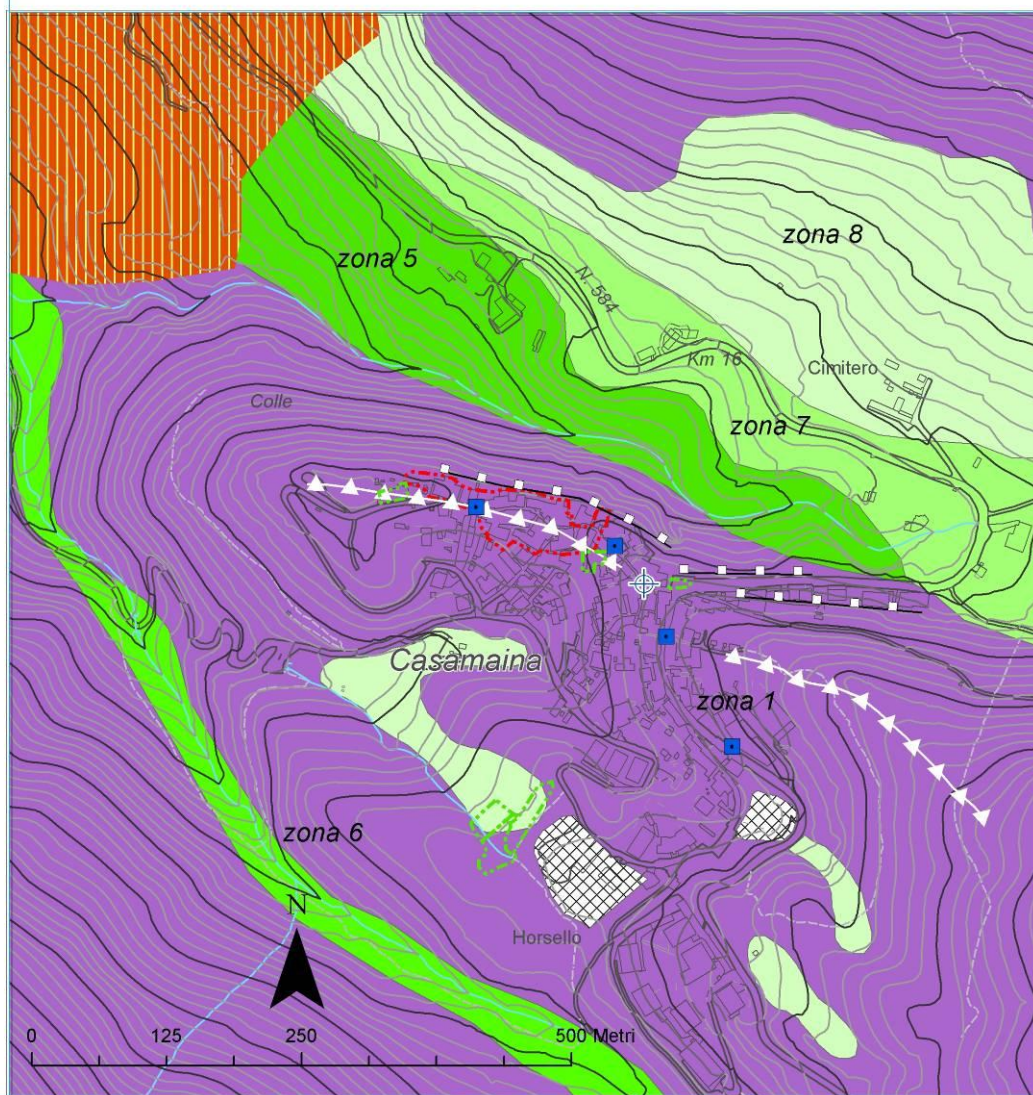 zona 8
zona 5
N. 584
Km 16
Cimitero
Colle
zona 7
Casamaina
zona 1
zona 6
N
Horsello
0 125 250 500 Metri